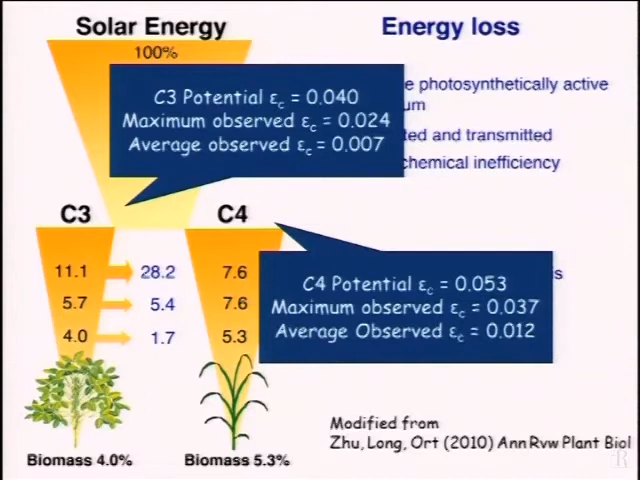 Solar Energy
Energy loss
100%
C3 Potential εc = 0.040
Maximum observed εc = 0.024
Average observed εc = 0.007
photosynthetically active
and transmitted
inefficiency
C3
C4
11.1 28.2 7.6
5.7 5.4 7.6
4.0 1.7 5.3
C4 Potential εc = 0.053
Maximum observed εc = 0.037
Average Observed εc = 0.012
Modified from
Zhu, Long, Ort (2010) Ann Rvw Plant Biol
Biomass 4.0%
Biomass 5.3%